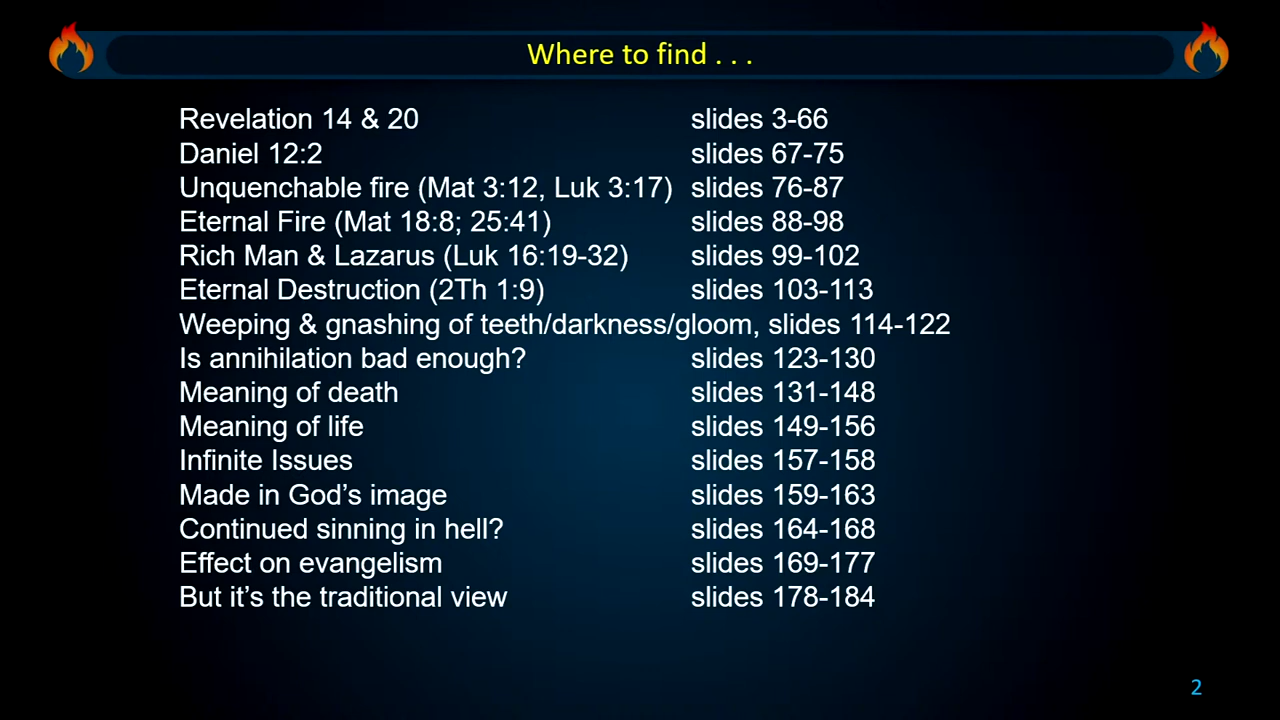 Where to find . . .
Revelation 14 & 20 slides 3-66
Daniel 12:2 slides 67-75
Unquenchable fire (Mat 3:12, Luk 3:17) slides 76-87
Eternal Fire (Mat 18:8; 25:41) slides 88-98
Rich Man & Lazarus (Luk 16:19-32) slides 99-102
Eternal Destruction (2Th 1:9) slides 103-113
Weeping & gnashing of teeth/darkness/gloom, slides 114-122
Is annihilation bad enough? slides 123-130
Meaning of death slides 131-148
Meaning of life slides 149-156
Infinite Issues slides 157-158
Made in God’s image slides 159-163
Continued sinning in hell? slides 164-168
Effect on evangelism slides 169-177
But it’s the traditional view slides 178-184
2